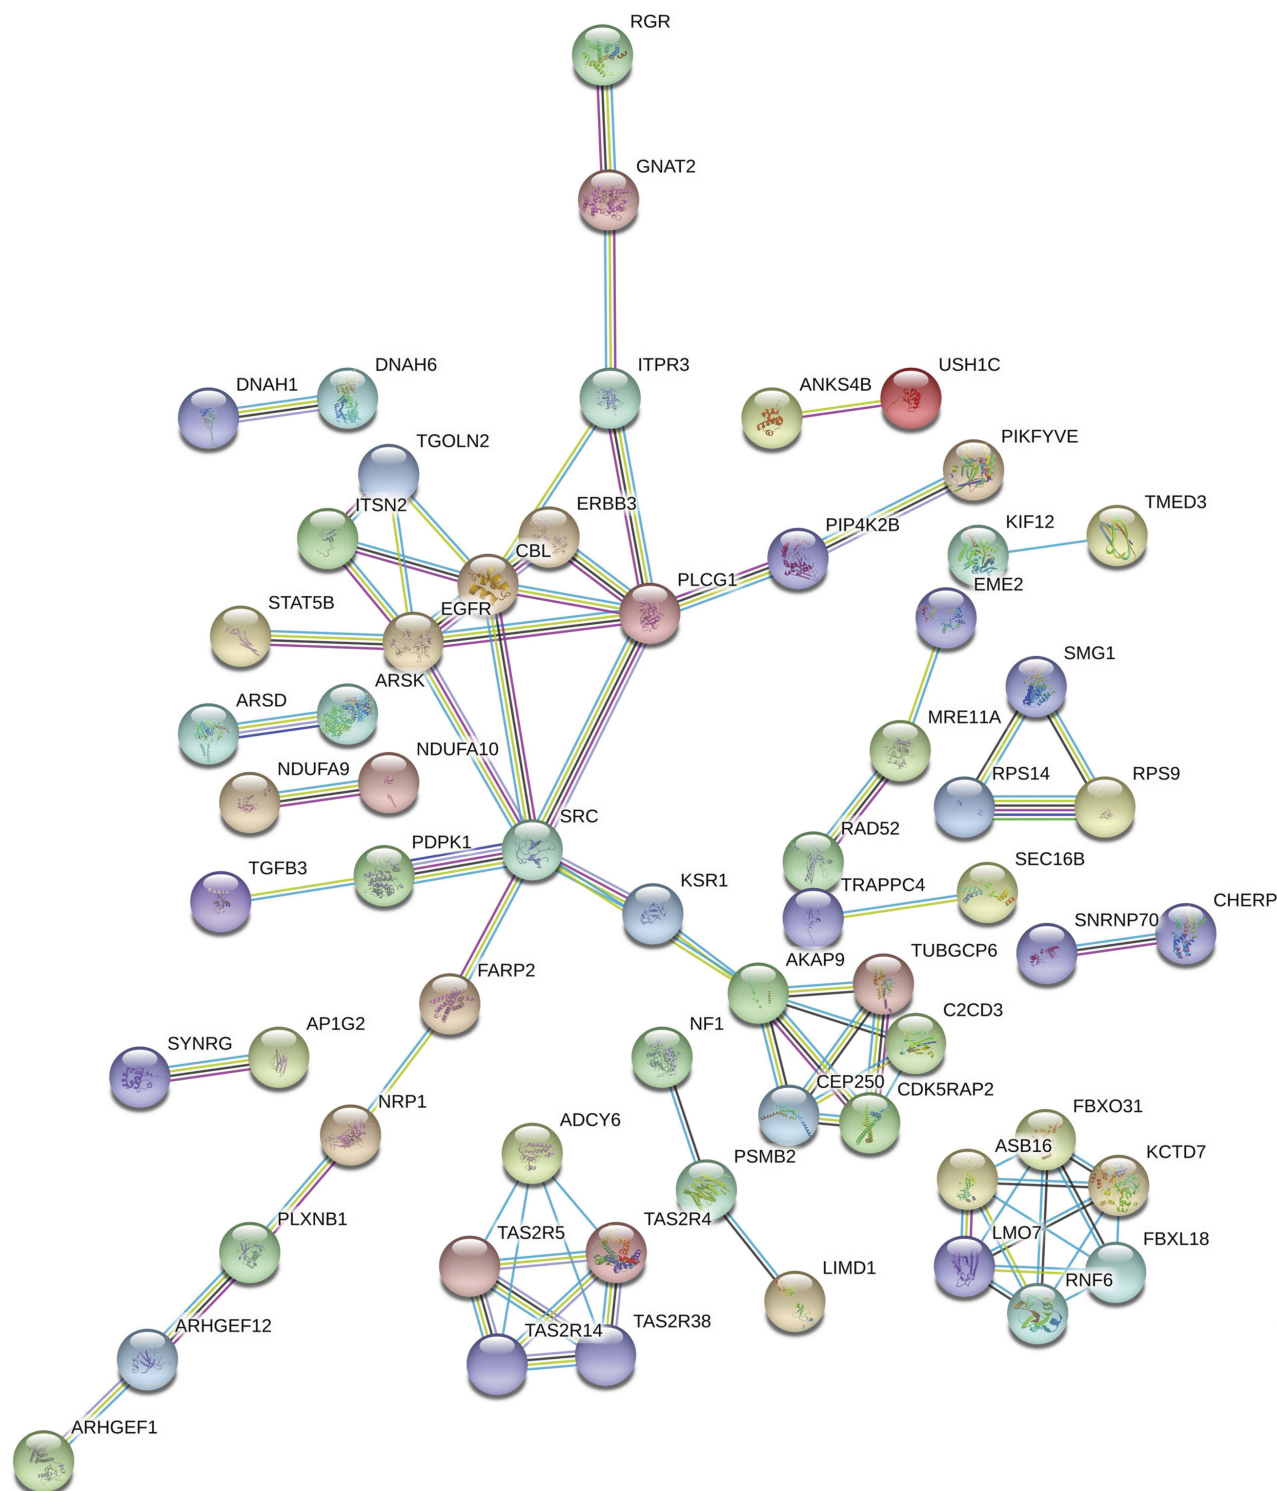 RGR
GNAT2
ITPR3
DNAH6
DNAH1
ANKS4B
USH1C
TGOLN2
PIKFYVE
ITSN2
ERBB3
TMED3
PIP4K2B
KIF12
CBL
PLCG1
EME2
STAT5B
EGFR
SMG1
ARSK
ARSD
MRE11A
NDUFA10
NDUFA9
RPS14
RPS9
SRC
RAD52
PDPK1
SEC16B
TGFB3
KSR1
TRAPPC4
CHERP
SNRNP70
AKAP9
TUBGCP6
FARP2
C2CD3
NF1
AP1G2
SYNRG
CEP250
CDK5RAP2
NRP1
FBXO31
ADCY6
ASB16
KCTD7
PSMB2
PLXNB1
TAS2R4
TAS2R5
LMO7
FBXL18
LIMD1
RNF6
ARHGEF12
TAS2R14
TAS2R38
ARHGEF1